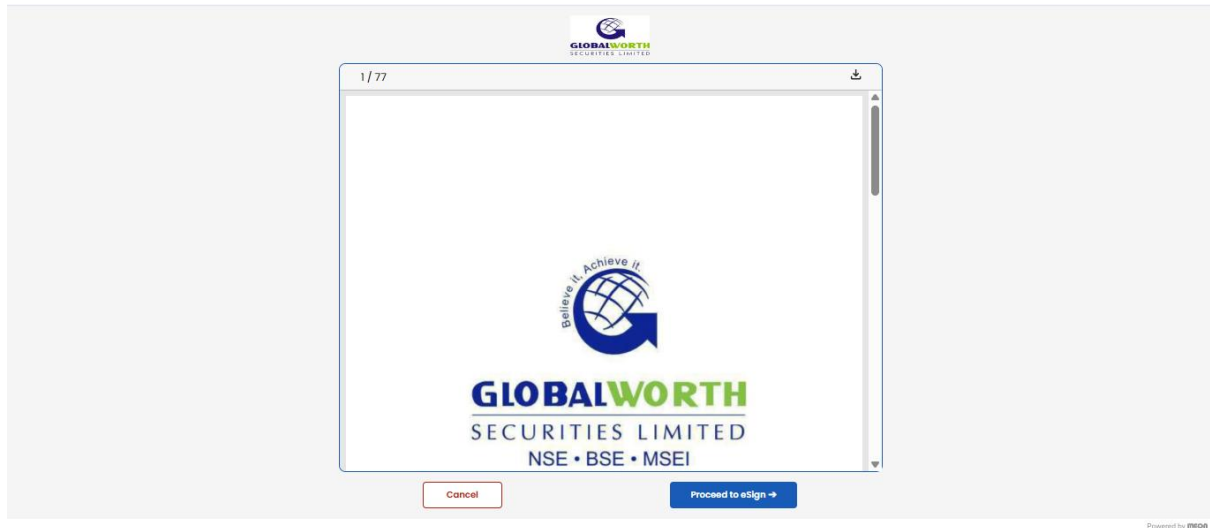 GLOBALWORTH
SECURITIES LIMITED
1 / 77
Believe it, Achieve it.
GLOBALWORTH
SECURITIES LIMITED
NSE • BSE • MSEI
Cancel
Proceed to eSign →
Powered by meon